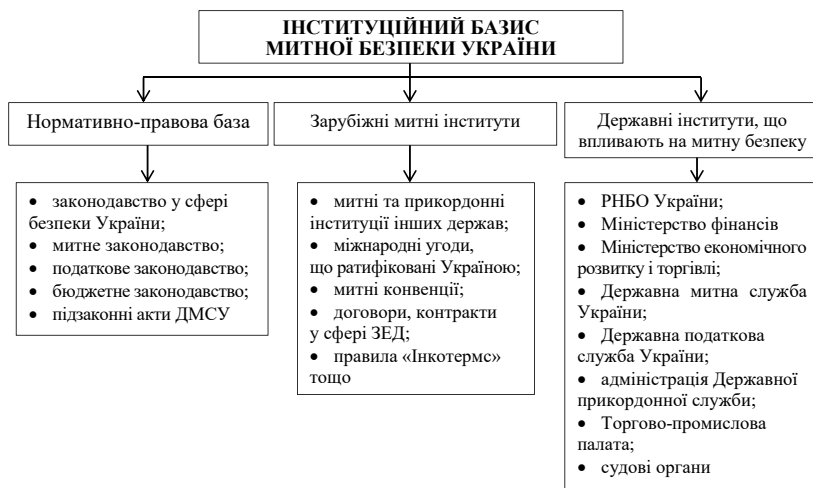 ІНСТИТУЦІЙНИЙ БАЗИС
МИТНОЇ БЕЗПЕКИ УКРАЇНИ
Нормативно-правова база
• законодавство у сфері
безпеки України;
• митне законодавство;
• податкове законодавство;
• бюджетне законодавство;
• підзаконні акти ДМСУ
Зарубіжні митні інститути
• митні та прикордонні
інституції інших держав;
• міжнародні угоди,
що ратифіковані Україною;
• митні конвенції;
• договори, контракти
у сфері ЗЕД;
• правила «Інкотермс»
тощо
Державні інститути, що
впливають на митну безпеку
• РНБО України;
• Міністерство фінансів
• Міністерство економічного
розвитку і торгівлі;
• Державна митна служба
України;
• Державна податкова
служба України;
• адміністрація Державної
прикордонної служби;
• Торгово-промислова
палата;
• судові органи